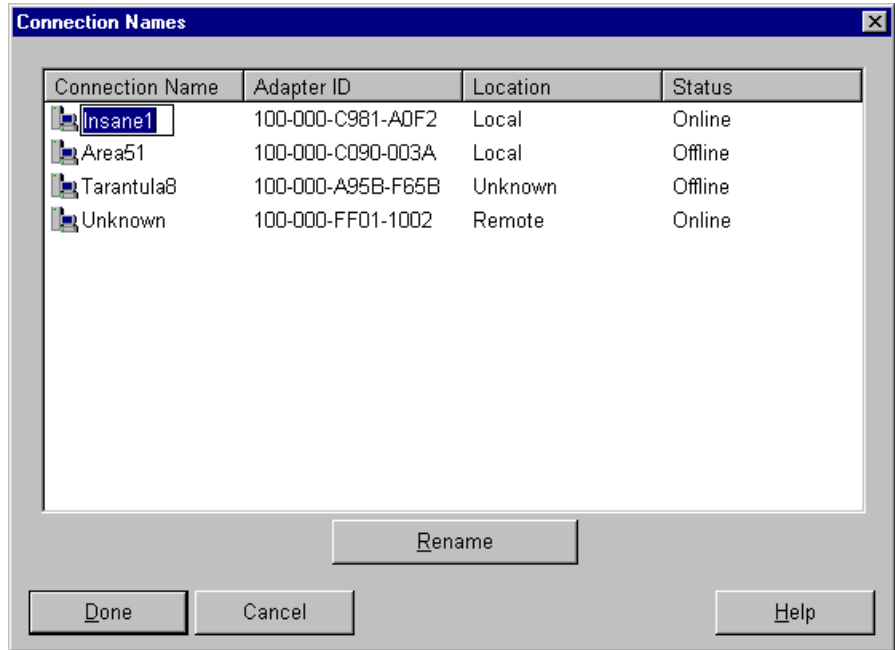 Connection Names
Connection Name Adapter ID Location Status
Insane1 100-000-C981-A0F2 Local Online
Area51 100-000-C090-003A Local Offline
Tarantula8 100-000-A95B-F65B Unknown Offline
Unknown 100-000-FF01-1002 Remote Online
Rename
Done Cancel Help